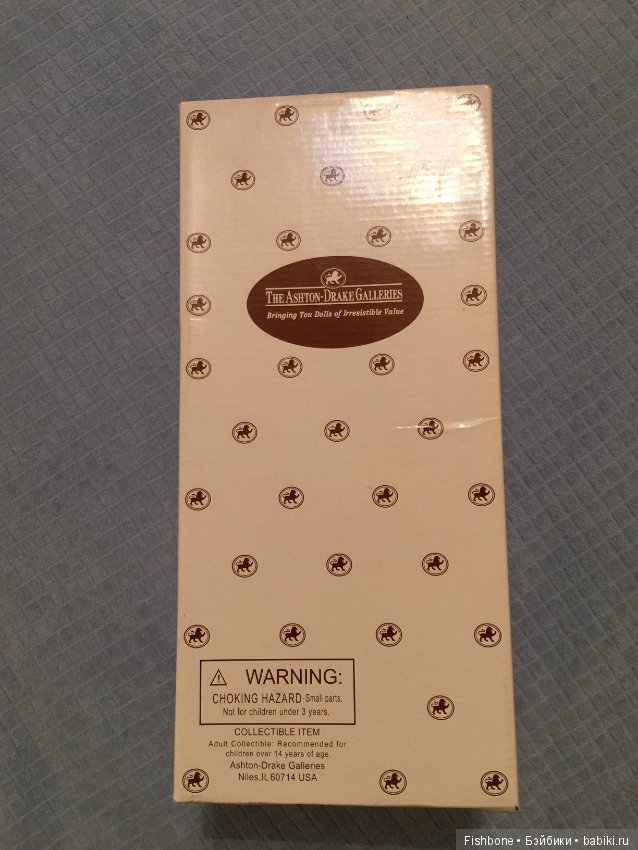 THE ASHTON-DRAKE GALLERIES
Bringing You Dolls of Irresistible Value
WARNING:
CHOKING HAZARD-Small parts.
Not for children under 3 years.
COLLECTIBLE ITEM
Adult Collectible: Recommended for
children over 14 years of age.
Ashton-Drake Galleries
Niles,IL 60714 USA
Fishbone • Бэйбики • babiki.ru